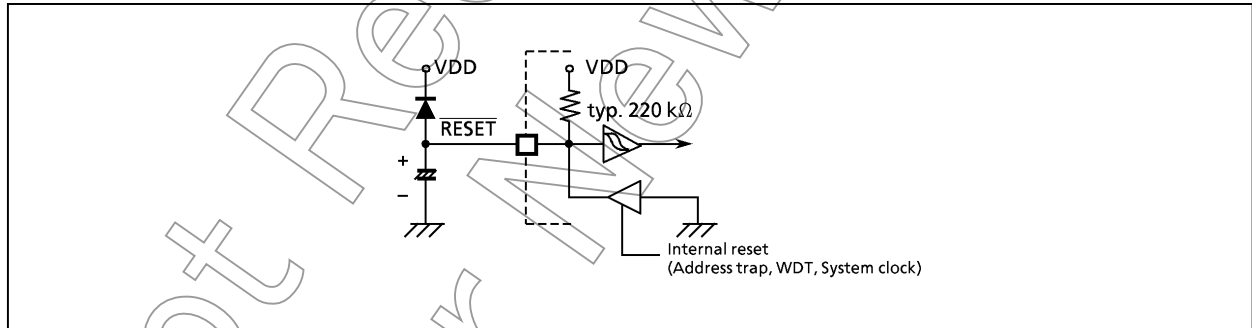 VDD
VDD
typ. 220 kΩ
RESET
+
−
Internal reset
(Address trap, WDT, System clock)